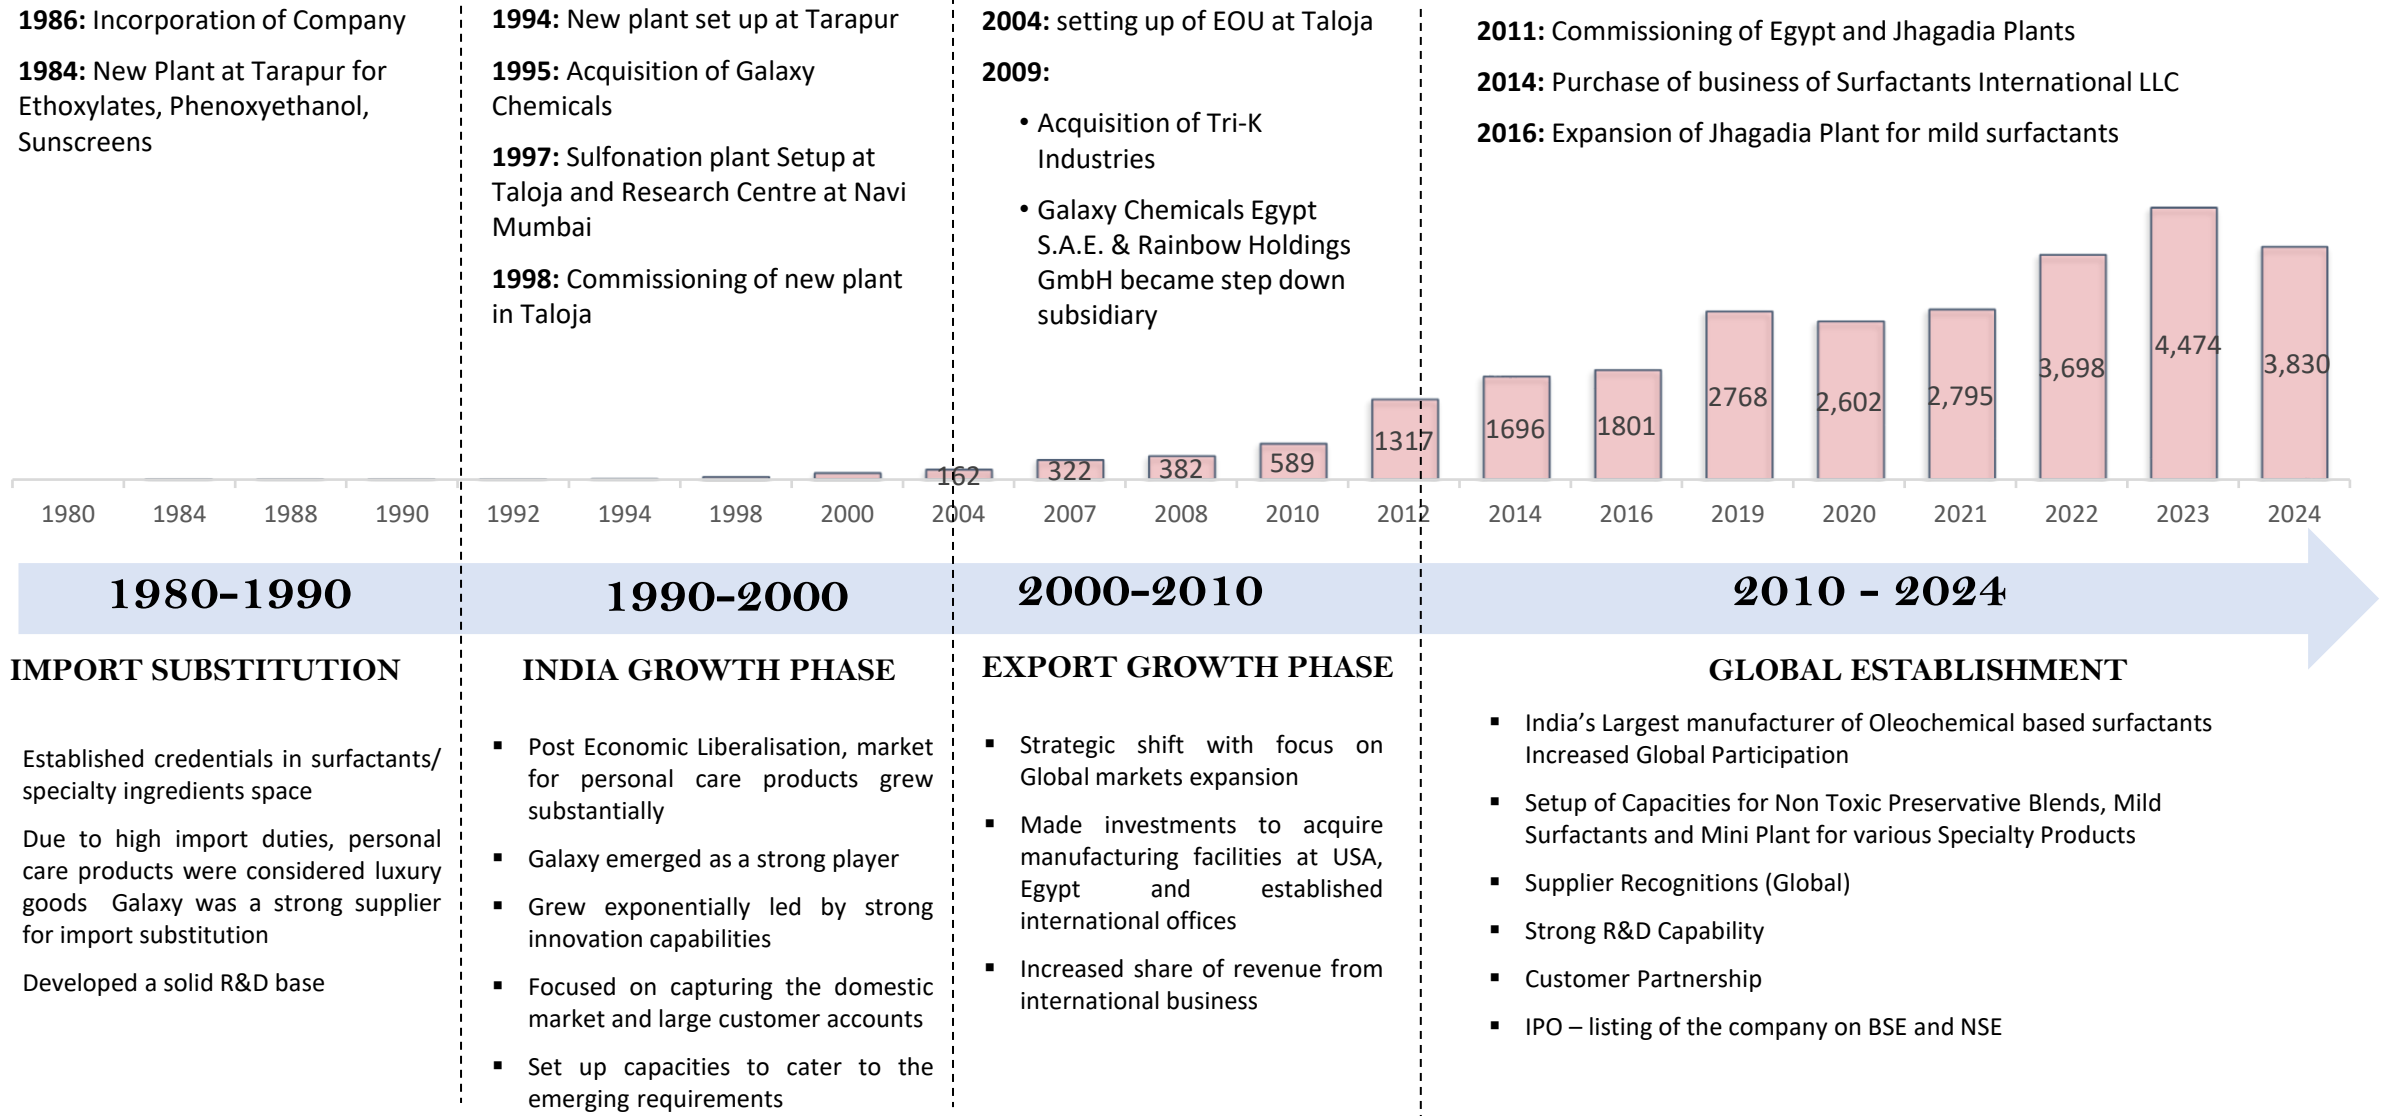 1986: Incorporation of Company
1984: New Plant at Tarapur for
Ethoxylates, Phenoxyethanol,
Sunscreens
1994: New plant set up at Tarapur
1995: Acquisition of Galaxy
Chemicals
1997: Sulfonation plant Setup at
Taloja and Research Centre at Navi
Mumbai
1998: Commissioning of new plant
in Taloja
2004: setting up of EOU at Taloja
2009:
• Acquisition of Tri-K
Industries
• Galaxy Chemicals Egypt
S.A.E. & Rainbow Holdings
GmbH became step down
subsidiary
2011: Commissioning of Egypt and Jhagadia Plants
2014: Purchase of business of Surfactants International LLC
2016: Expansion of Jhagadia Plant for mild surfactants
162 322 382 589 1317 1696 1801 2768 2,602 2,795 3,698 4,474 3,830
1980 1984 1988 1990 1992 1994 1998 2000 2004 2007 2008 2010 2012 2014 2016 2019 2020 2021 2022 2023 2024
1980-1990 1990-2000 2000-2010 2010 - 2024
IMPORT SUBSTITUTION
Established credentials in surfactants/
specialty ingredients space
Due to high import duties, personal
care products were considered luxury
goods Galaxy was a strong supplier
for import substitution
Developed a solid R&D base
INDIA GROWTH PHASE
▪ Post Economic Liberalisation, market
for personal care products grew
substantially
▪ Galaxy emerged as a strong player
▪ Grew exponentially led by strong
innovation capabilities
▪ Focused on capturing the domestic
market and large customer accounts
▪ Set up capacities to cater to the
emerging requirements
EXPORT GROWTH PHASE
▪ Strategic shift with focus on
Global markets expansion
▪ Made investments to acquire
manufacturing facilities at USA,
Egypt and established
international offices
▪ Increased share of revenue from
international business
GLOBAL ESTABLISHMENT
▪ India’s Largest manufacturer of Oleochemical based surfactants
Increased Global Participation
▪ Setup of Capacities for Non Toxic Preservative Blends, Mild
Surfactants and Mini Plant for various Specialty Products
▪ Supplier Recognitions (Global)
▪ Strong R&D Capability
▪ Customer Partnership
▪ IPO – listing of the company on BSE and NSE